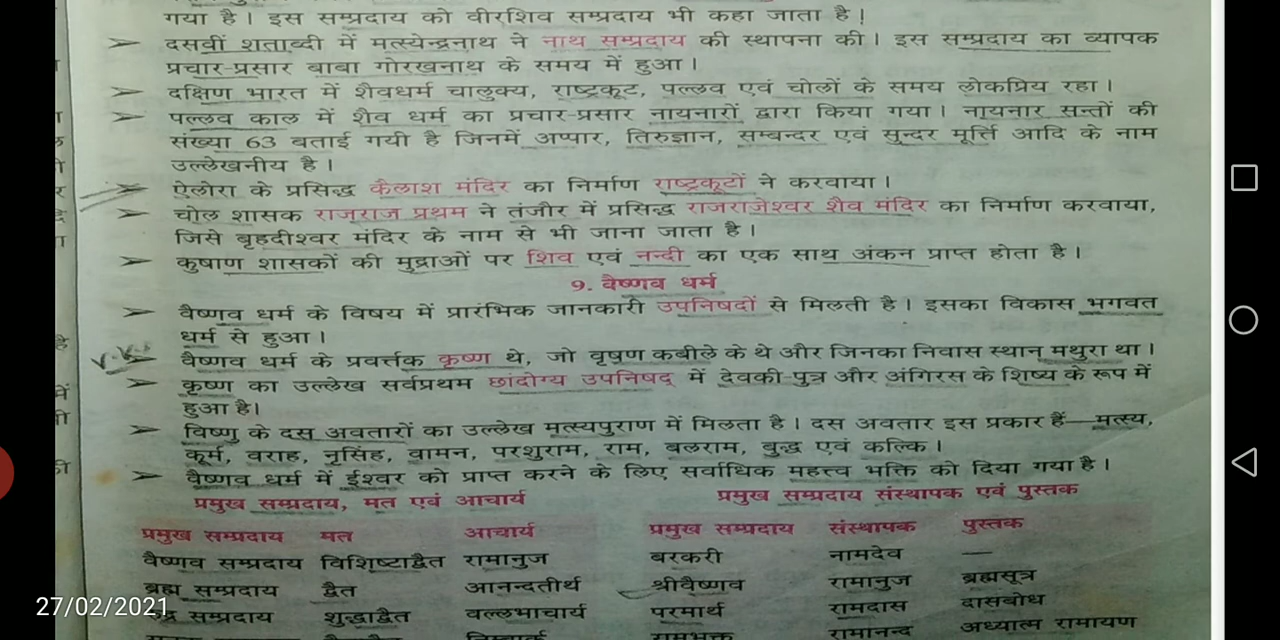 गया है। इस सम्प्रदाय को वीरशिव सम्प्रदाय भी कहा जाता है!
दसवीं शताब्दी में मत्स्येन्द्रनाथ ने नाथ सम्प्रदाय की स्थापना की। इस सम्प्रदाय का व्यापक
प्रचार-प्रसार बाबा गोरखनाथ के समय में हुआ।
दक्षिण भारत में शैवधर्म चालुक्य, राष्ट्रकूट, पल्लव एवं चोलों के समय लोकप्रिय रहा।
पल्लव काल में शैव धर्म का प्रचार-प्रसार नायनारों द्वारा किया गया। नायनार सन्तों की
संख्या 63 बताई गयी है जिनमें अप्पार, तिरुज्ञान, सम्बन्दर एवं सुन्दर मूर्त्ति आदि के नाम
उल्लेखनीय है।
ऐलोरा के प्रसिद्ध कैलाश मंदिर का निर्माण राष्ट्रकूटों ने करवाया।
चोल शासक राजराज प्रथम ने तंजौर में प्रसिद्ध राजराजेश्वर शैव मंदिर का निर्माण करवाया,
जिसे बृहदीश्वर मंदिर के नाम से भी जाना जाता है।
कुषाण शासकों की मुद्राओं पर शिव एवं नन्दी का एक साथ अंकन प्राप्त होता है।
9. वैष्णव धर्म
वैष्णव धर्म के विषय में प्रारंभिक जानकारी उपनिषदों से मिलती है। इसका विकास भगवत
धर्म से हुआ।
वैष्णव धर्म के प्रवर्त्तक कृष्ण थे, जो वृषण कबीले के थे और जिनका निवास स्थान मथुरा था।
कृष्ण का उल्लेख सर्वप्रथम छांदोग्य उपनिषद् में देवकी-पुत्र और अंगिरस के शिष्य के रूप में
हुआ है।
विष्णु के दस अवतारों का उल्लेख मत्स्यपुराण में मिलता है। दस अवतार इस प्रकार हैं—मत्स्य,
कूर्म, वराह, नृसिंह, वामन, परशुराम, राम, बलराम, बुद्ध एवं कल्कि।
वैष्णव धर्म में ईश्वर को प्राप्त करने के लिए सर्वाधिक महत्त्व भक्ति को दिया गया है।
प्रमुख सम्प्रदाय, मत एवं आचार्य
प्रमुख सम्प्रदाय संस्थापक एवं पुस्तक
प्रमुख सम्प्रदाय मत आचार्य प्रमुख सम्प्रदाय संस्थापक पुस्तक
वैष्णव सम्प्रदाय विशिष्टाद्वैत रामानुज बरकरी नामदेव —
ब्रह्म सम्प्रदाय द्वैत आनन्दतीर्थ श्रीवैष्णव रामानुज ब्रह्मसूत्र
सम्प्रदाय शुद्धाद्वैत वल्लभाचार्य परमार्थ रामदास दासबोध
रामानन्द अध्यात्म रामायण
27/02/2021